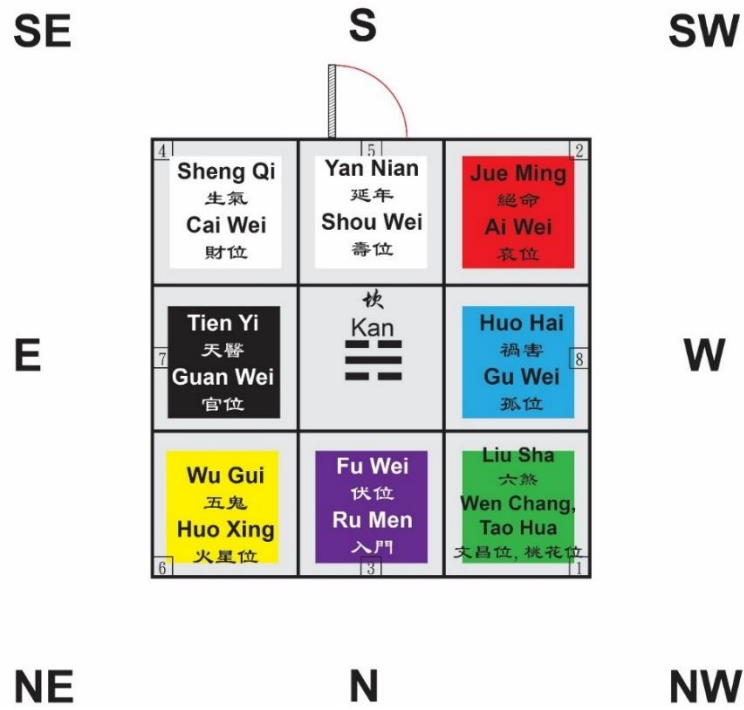 SE
S
SW
4
5
2
Sheng Qi
生氣
Cai Wei
財位
Yan Nian
延年
Shou Wei
壽位
Jue Ming
絕命
Ai Wei
哀位
E
7
Tien Yi
天醫
Guan Wei
官位
坎
Kan
Huo Hai
禍害
Gu Wei
孤位
8
W
Wu Gui
五鬼
Huo Xing
火星位
6
Fu Wei
伏位
Ru Men
入門
3
Liu Sha
六煞
Wen Chang,
Tao Hua
文昌位, 桃花位
1
NE
N
NW